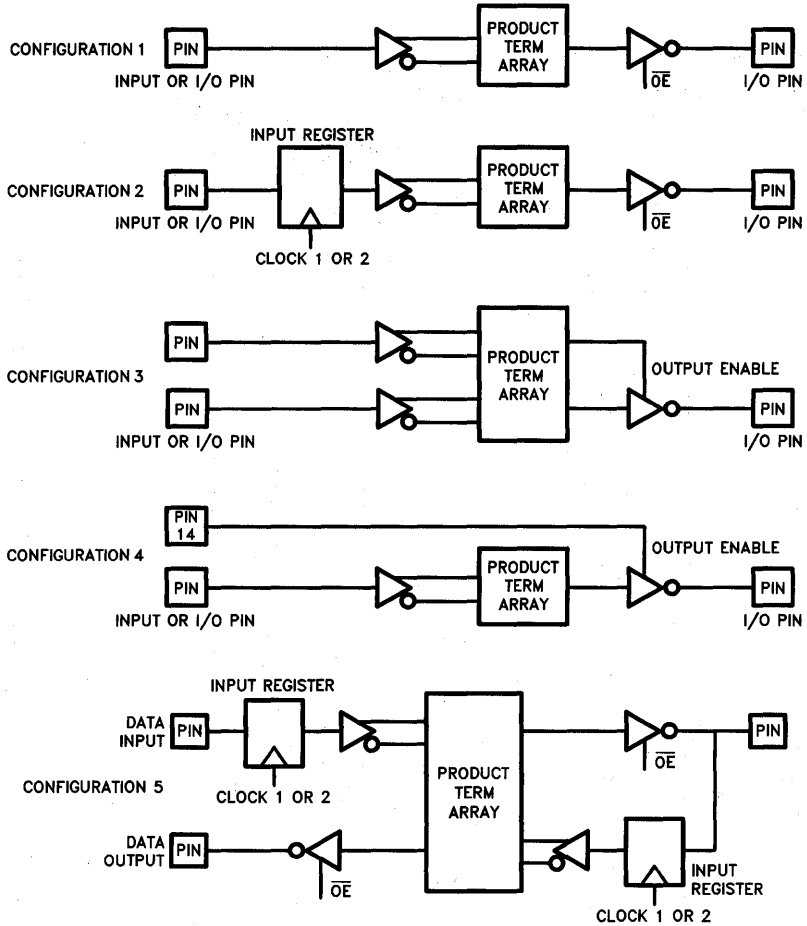 CONFIGURATION 1
PIN
INPUT OR I/O PIN
PRODUCT
TERM
ARRAY
OE
PIN
I/O PIN
INPUT REGISTER
CONFIGURATION 2
PIN
INPUT OR I/O PIN
CLOCK 1 OR 2
PRODUCT
TERM
ARRAY
OE
PIN
I/O PIN
CONFIGURATION 3
PIN
PIN
INPUT OR I/O PIN
PRODUCT
TERM
ARRAY
OUTPUT ENABLE
PIN
I/O PIN
CONFIGURATION 4
PIN
14
PIN
INPUT OR I/O PIN
PRODUCT
TERM
ARRAY
OUTPUT ENABLE
PIN
I/O PIN
CONFIGURATION 5
INPUT REGISTER
DATA
INPUT
PIN
CLOCK 1 OR 2
PRODUCT
TERM
ARRAY
OE
PIN
DATA
OUTPUT
PIN
OE
INPUT
REGISTER
CLOCK 1 OR 2